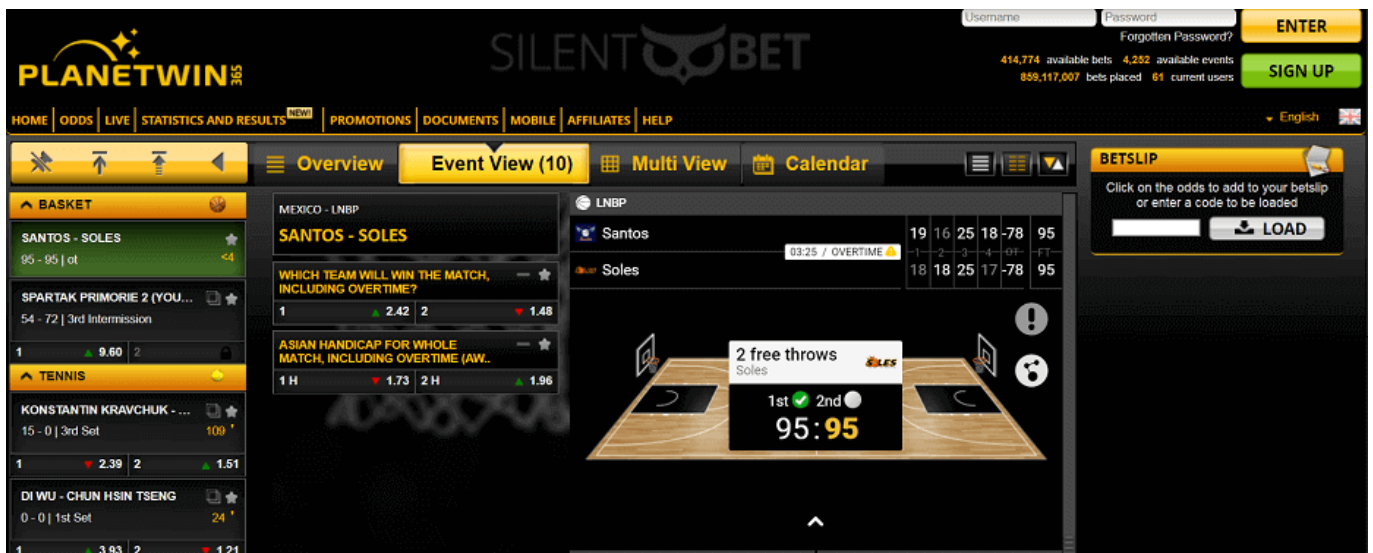 Username Password ENTER
Forgotten Password?
PLANETWIN365
SILENT BET
414,774 available bets 4,252 available events
859,117,007 bets placed 61 current users
SIGN UP
HOME ODDS LIVE STATISTICS AND RESULTS NEW! PROMOTIONS DOCUMENTS MOBILE AFFILIATES HELP
English
Overview Event View (10) Multi View Calendar
BASKET
SANTOS - SOLES
95 - 95 | ot <4
SPARTAK PRIMORIE 2 (YOU...
54 - 72 | 3rd Intermission
1 9.60 2
TENNIS
KONSTANTIN KRAVCHUK - ...
15 - 0 | 3rd Set 109 '
1 2.39 2 1.51
DI WU - CHUN HSIN TSENG
0 - 0 | 1st Set 24 '
1 3.93 2 1.21
MEXICO - LNBP
SANTOS - SOLES
WHICH TEAM WILL WIN THE MATCH,
INCLUDING OVERTIME?
1 2.42 2 1.48
ASIAN HANDICAP FOR WHOLE
MATCH, INCLUDING OVERTIME (AW..
1 H 1.73 2 H 1.96
LNBP
Santos 19 16 25 18 -78 95
03:25 / OVERTIME 1 2 3 4 OT FT
Soles 18 18 25 17 -78 95
2 free throws
Soles
SOLES
1st 2nd
95:95
BETSLIP
Click on the odds to add to your betslip
or enter a code to be loaded
LOAD